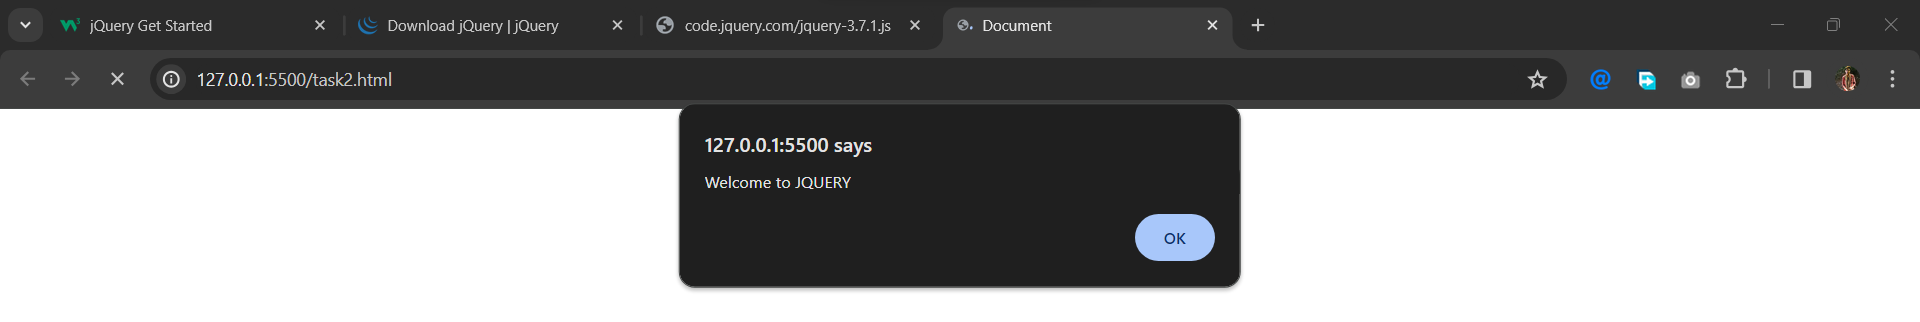 jQuery Get Started
Download jQuery | jQuery
code.jquery.com/jquery-3.7.1.js
Document
127.0.0.1:5500/task2.html
127.0.0.1:5500 says
Welcome to JQUERY
OK